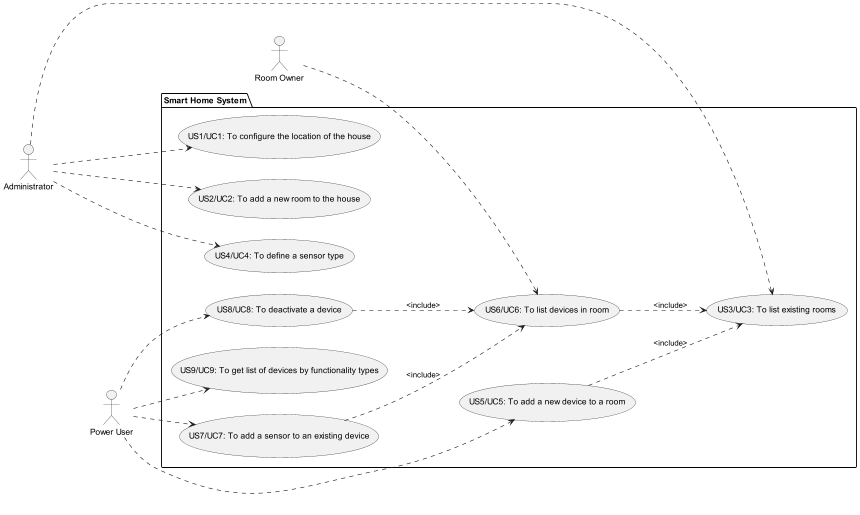 Room Owner
Smart Home System
US1/UC1: To configure the location of the house
Administrator
US2/UC2: To add a new room to the house
US4/UC4: To define a sensor type
US8/UC8: To deactivate a device
<include>
US6/UC6: To list devices in room
<include>
US3/UC3: To list existing rooms
<include>
US9/UC9: To get list of devices by functionality types
<include>
US5/UC5: To add a new device to a room
Power User
US7/UC7: To add a sensor to an existing device